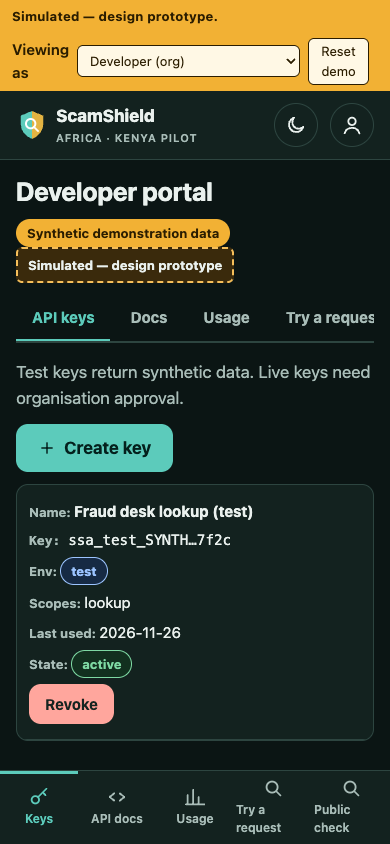 Simulated — design prototype.
Viewing as
Developer (org)
Reset demo
ScamShield
AFRICA · KENYA PILOT
Developer portal
Synthetic demonstration data
Simulated — design prototype
API keys
Docs
Usage
Try a reques
Test keys return synthetic data. Live keys need
organisation approval.
+ Create key
Name: Fraud desk lookup (test)
Key: ssa_test_SYNTH…7f2c
Env: test
Scopes: lookup
Last used: 2026-11-26
State: active
Revoke
Keys
API docs
Usage
Try a request
Public check